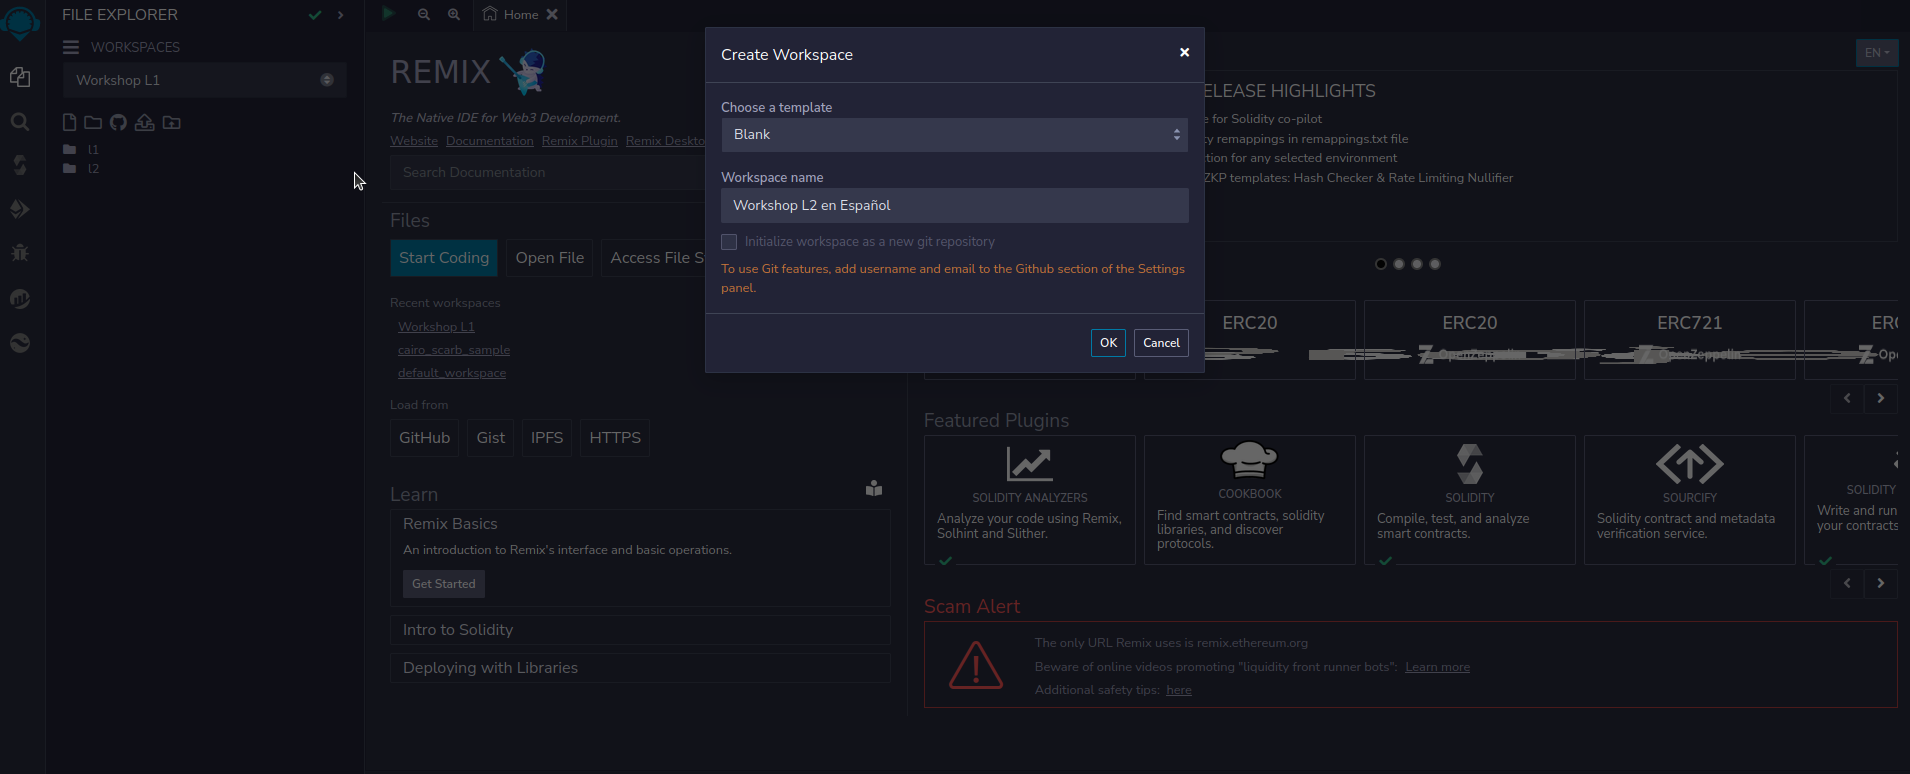 FILE EXPLORER
WORKSPACES
Workshop L1
l1
l2
Home
REMIX
The Native IDE for Web3 Development.
Website Documentation Remix Plugin Remix Deskto
Search Documentation
Files
Start Coding Open File Access File S
Recent workspaces
Workshop L1
cairo_scarb_sample
default_workspace
Load from
GitHub Gist IPFS HTTPS
Learn
Remix Basics
An introduction to Remix's interface and basic operations.
Get Started
Intro to Solidity
Deploying with Libraries
Create Workspace
Choose a template
Blank
Workspace name
Workshop L2 en Español
Initialize workspace as a new git repository
To use Git features, add username and email to the Github section of the Settings
panel.
OK Cancel
EN
ELEASE HIGHLIGHTS
e for Solidity co-pilot
ty remappings in remappings.txt file
tion for any selected environment
ZKP templates: Hash Checker & Rate Limiting Nullifier
ERC20 ERC20 ERC721 ERC
OpenZeppelin OpenZeppelin Op
Featured Plugins
SOLIDITY ANALYZERS
Analyze your code using Remix,
Solhint and Slither.
COOKBOOK
Find smart contracts, solidity
libraries, and discover
protocols.
SOLIDITY
Compile, test, and analyze
smart contracts.
SOURCIFY
Solidity contract and metadata
verification service.
SOLIDITY
Write and run
your contracts
Scam Alert
The only URL Remix uses is remix.ethereum.org
Beware of online videos promoting "liquidity front runner bots": Learn more
Additional safety tips: here